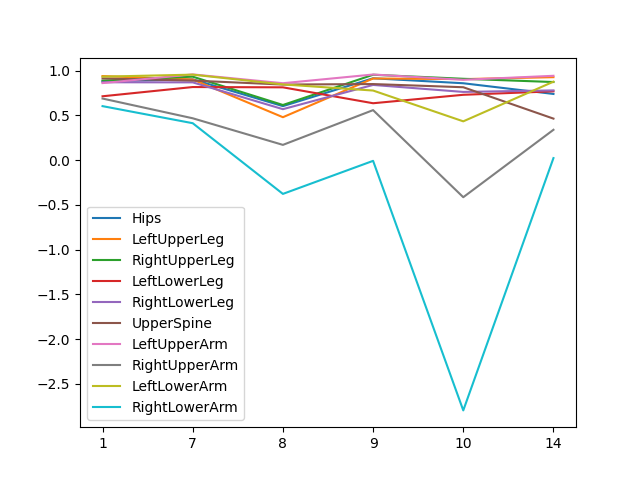 1.0
0.5
0.0
−0.5
−1.0
−1.5
−2.0
−2.5
Hips
LeftUpperLeg
RightUpperLeg
LeftLowerLeg
RightLowerLeg
UpperSpine
LeftUpperArm
RightUpperArm
LeftLowerArm
RightLowerArm
1 7 8 9 10 14